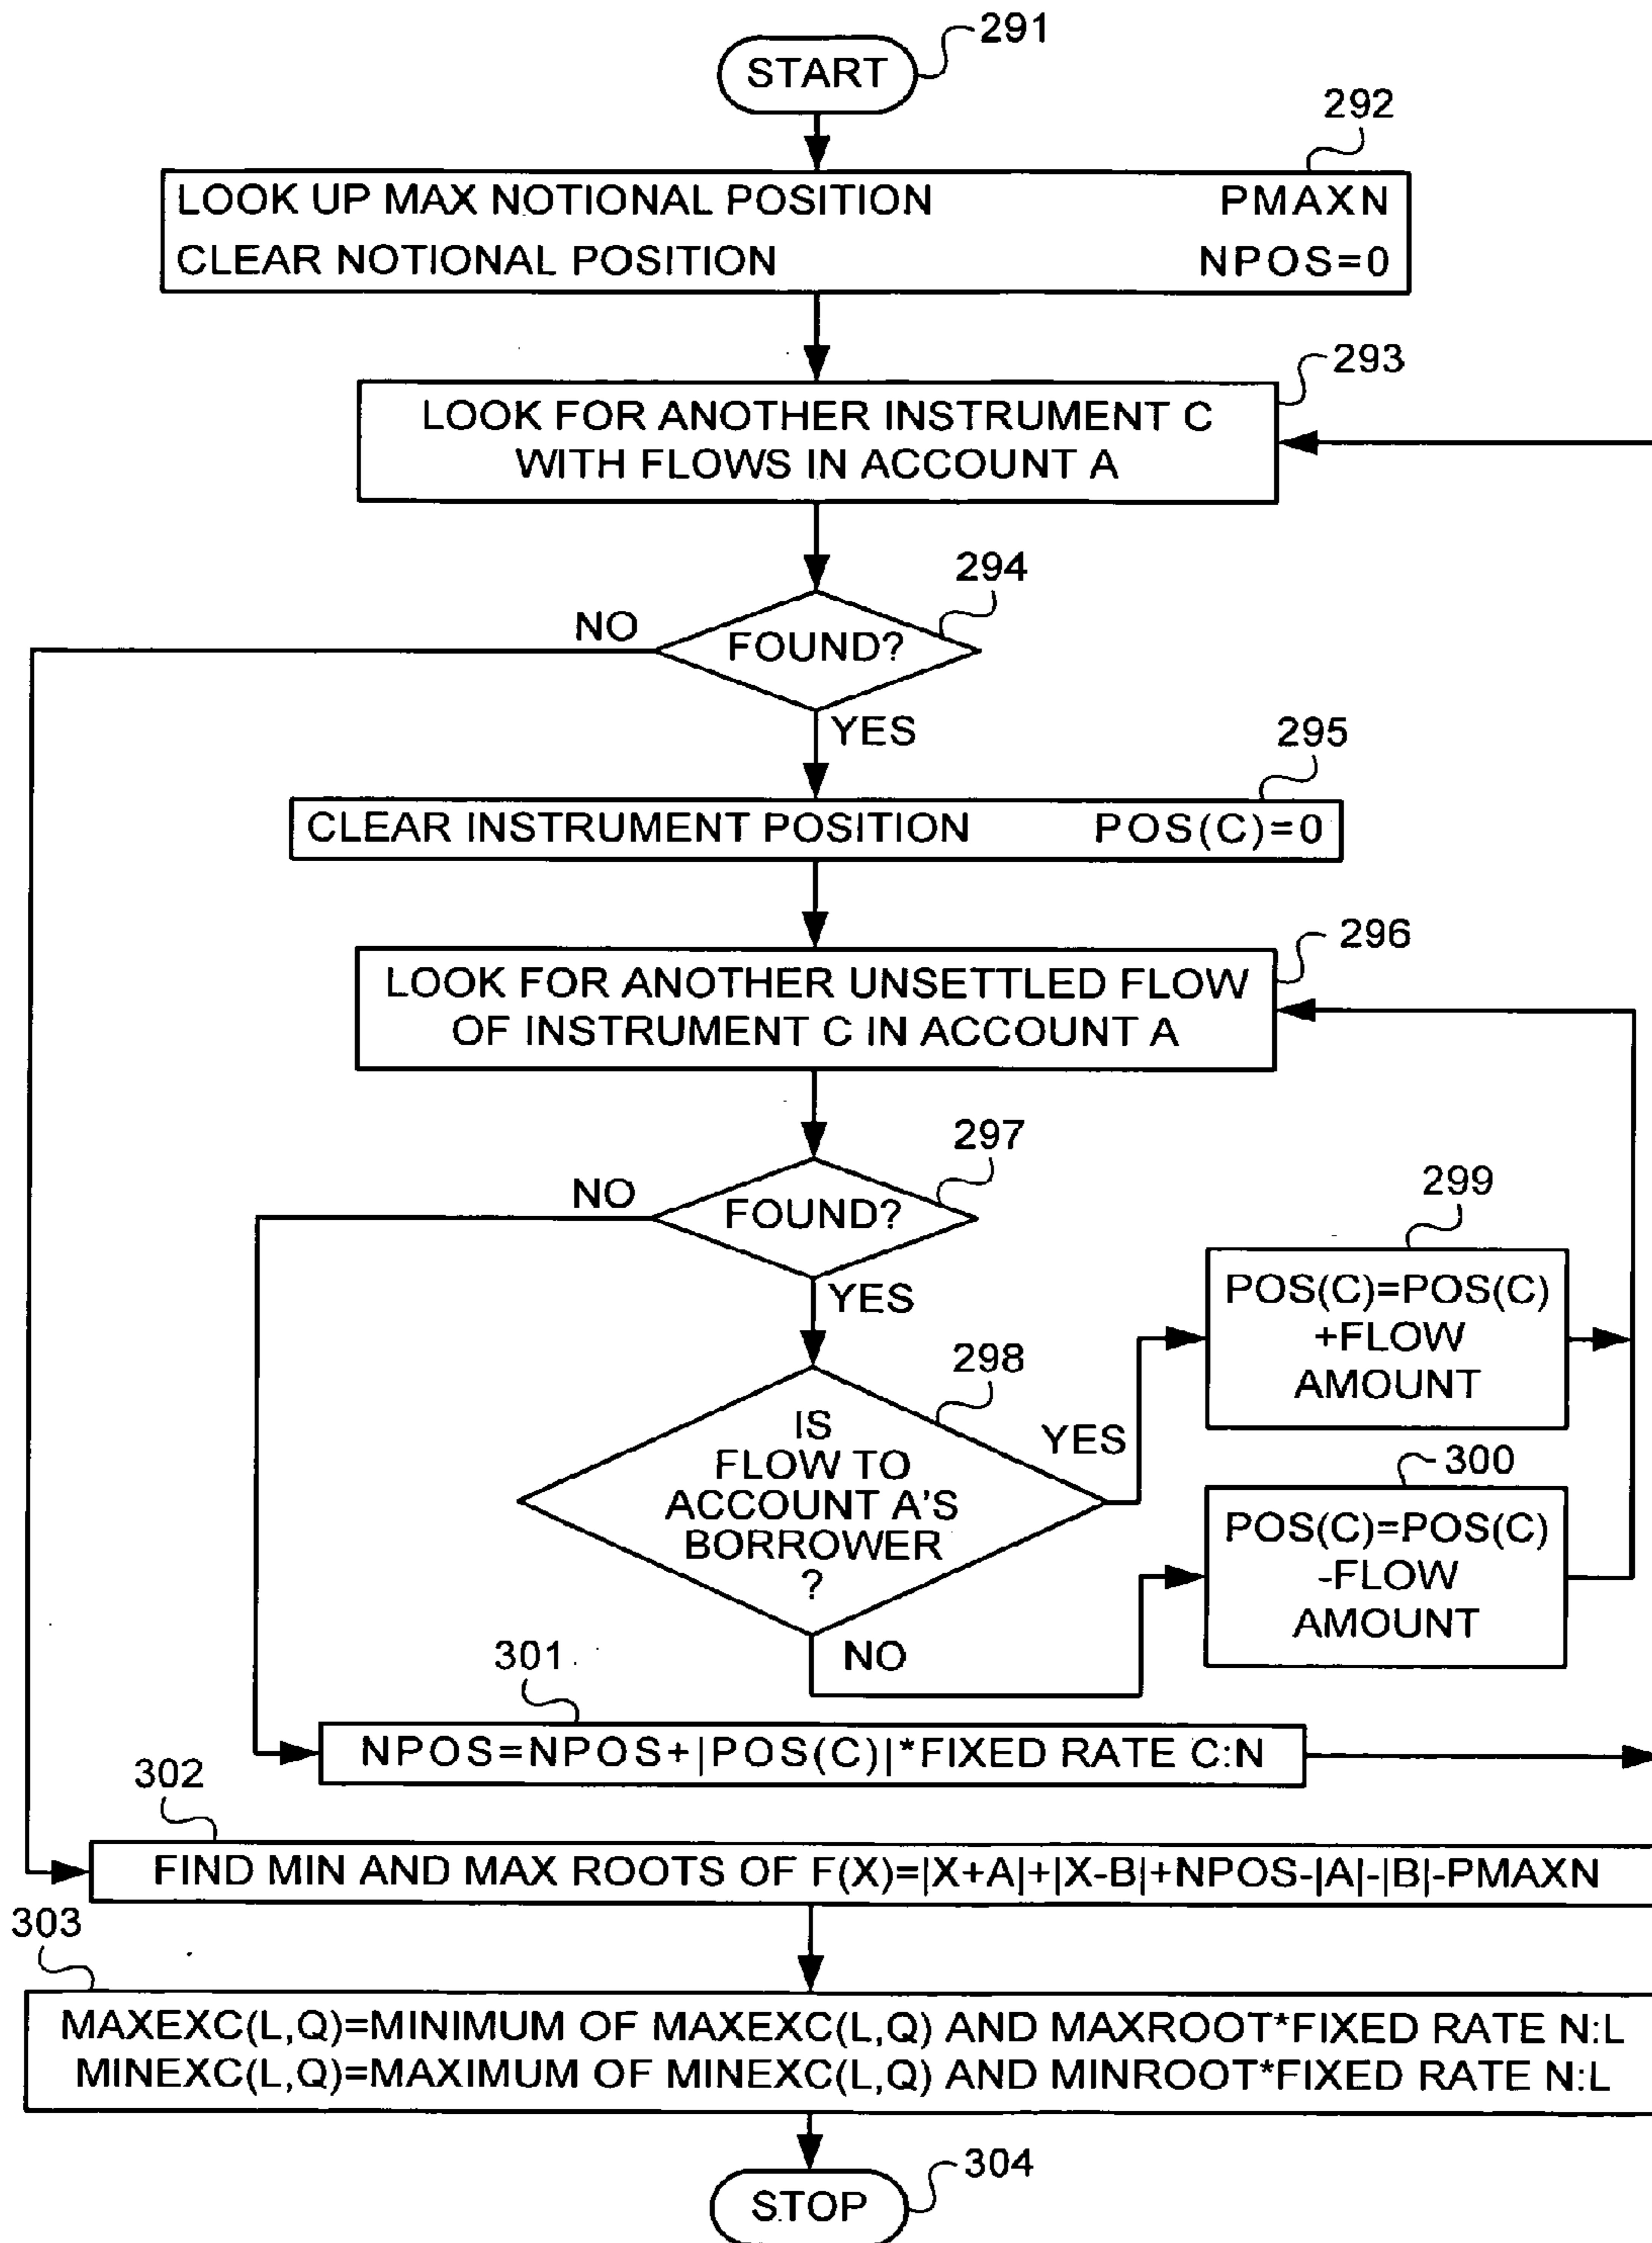 291
START
292
LOOK UP MAX NOTIONAL POSITION PMAXN
CLEAR NOTIONAL POSITION NPOS=0
293
LOOK FOR ANOTHER INSTRUMENT C
WITH FLOWS IN ACCOUNT A
294
NO
FOUND?
YES
295
CLEAR INSTRUMENT POSITION POS(C)=0
296
LOOK FOR ANOTHER UNSETTLED FLOW
OF INSTRUMENT C IN ACCOUNT A
297
NO
FOUND?
YES
299
POS(C)=POS(C)
+FLOW
AMOUNT
298
IS
FLOW TO
ACCOUNT A'S
BORROWER
?
YES
NO
300
POS(C)=POS(C)
-FLOW
AMOUNT
301
NPOS=NPOS+|POS(C)|*FIXED RATE C:N
302
FIND MIN AND MAX ROOTS OF F(X)=|X+A|+|X-B|+NPOS-|A|-|B|-PMAXN
303
MAXEXC(L,Q)=MINIMUM OF MAXEXC(L,Q) AND MAXROOT*FIXED RATE N:L
MINEXC(L,Q)=MAXIMUM OF MINEXC(L,Q) AND MINROOT*FIXED RATE N:L
304
STOP